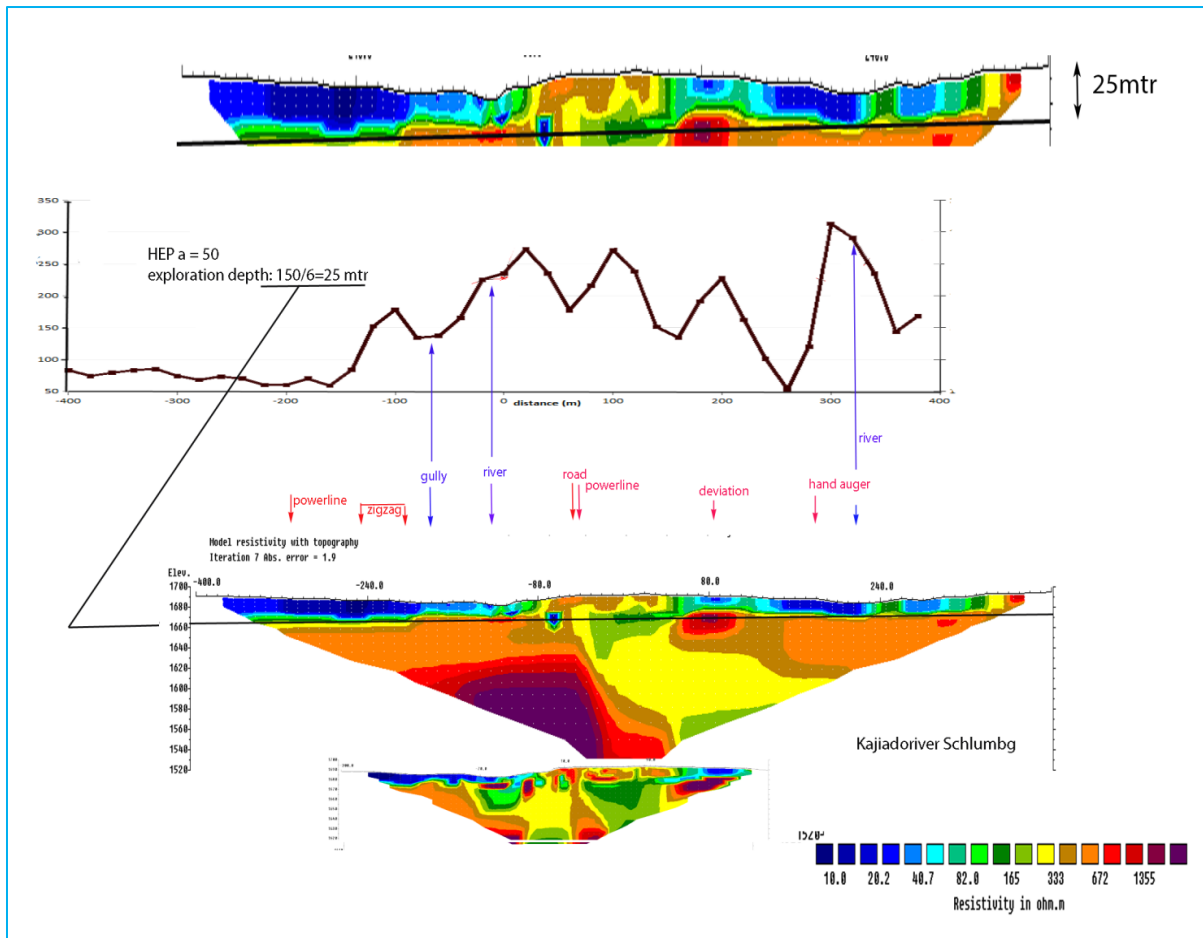 25mtr
350
300
250
200
150
100
50
HEP a = 50
exploration depth: 150/6=25 mtr
-400 -300 -200 -100 0 100 200 300 400
distance (m)
powerline
zigzag
gully
river
road
powerline
deviation
hand auger
river
Model resistivity with topography
Iteration 7 Abs. error = 1.9
Elev.
1700
1680
1660
1640
1620
1600
1580
1560
1540
1520
-400.0 -240.0 -80.0 88.0 240.0
Kajiadoriver Schlumbg
10.0 20.2 40.7 82.0 165 333 672 1355
Resistivity in ohm.m